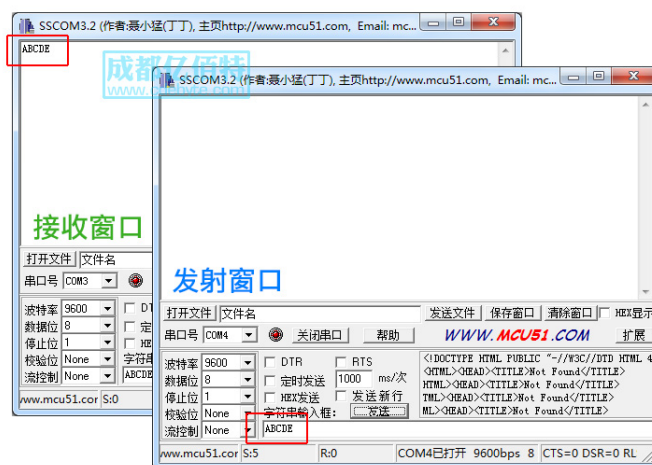 SSCOM3.2 (作者:聂小猛(丁丁), 主页http://www.mcu51.com, Email: mc...
ABCDE
成都亿佰特
www.cdebyte.com
接收窗口
打开文件 文件名
串口号 COM3
波特率 9600 DT
数据位 8 定
停止位 1 HE
校验位 None 字符串
流控制 None ABCDE
www.mcu51.cor S:0
SSCOM3.2 (作者:聂小猛(丁丁), 主页http://www.mcu51.com, Email: mc...
发射窗口
打开文件 文件名 发送文件 保存窗口 清除窗口 HEX显示
串口号 COM4 关闭串口 帮助 WWW.MCU51.COM 扩展
波特率 9600 DTR RTS
数据位 8 定时发送 1000 ms/次
停止位 1 HEX发送 发送新行
校验位 None 字符串输入框: 发送
流控制 None ABCDE
<!DOCTYPE HTML PUBLIC "-//W3C//DTD HTML 4
<HTML><HEAD><TITLE>Not Found</TITLE>
HTML><HEAD><TITLE>Not Found</TITLE>
TML><HEAD><TITLE>Not Found</TITLE>
ML><HEAD><TITLE>Not Found</TITLE>
www.mcu51.cor S:5 R:0 COM4已打开 9600bps 8 CTS=0 DSR=0 RL